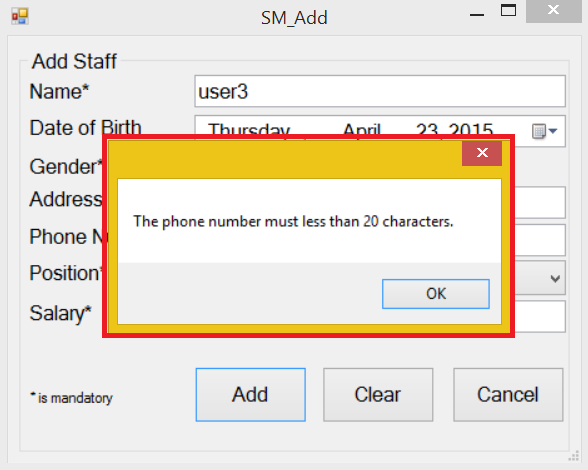 SM_Add
Add Staff
Name* user3
Date of Birth Thursday , April 23, 2015
Gender*
Address
Phone
Position*
Salary*
The phone number must less than 20 characters.
OK
* is mandatory
Add Clear Cancel